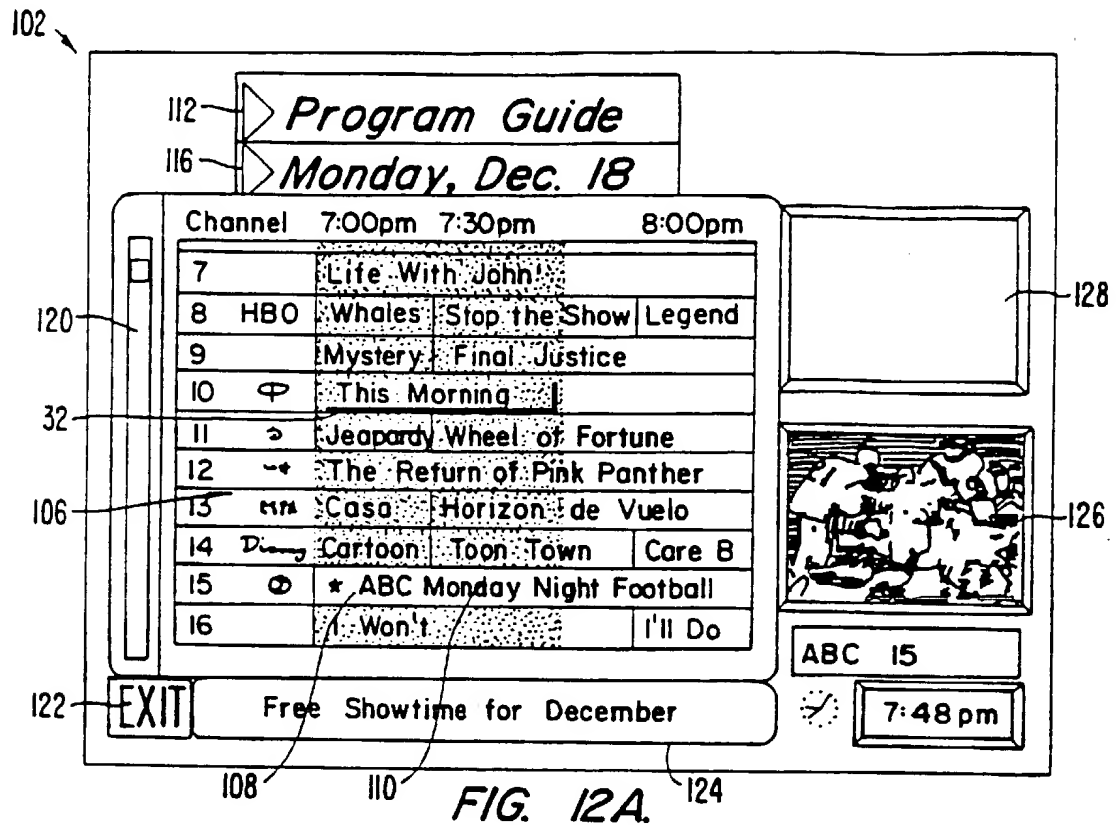 102
112 Program Guide
116 Monday, Dec. 18
Channel 7:00pm 7:30pm 8:00pm
7 Life With John
8 HBO Whales Stop the Show Legend
128
120
9 Mystery Final Justice
10 This Morning
32
11 Jeopardy Wheel of Fortune
12 The Return of Pink Panther
106
13 Casa Horizon de Vuelo
126
14 Disney Cartoon Toon Town Care B
15 * ABC Monday Night Football
16 I Won't I'll Do
ABC 15
122 EXIT Free Showtime for December
7:48pm
108 110 124
FIG. 12A.